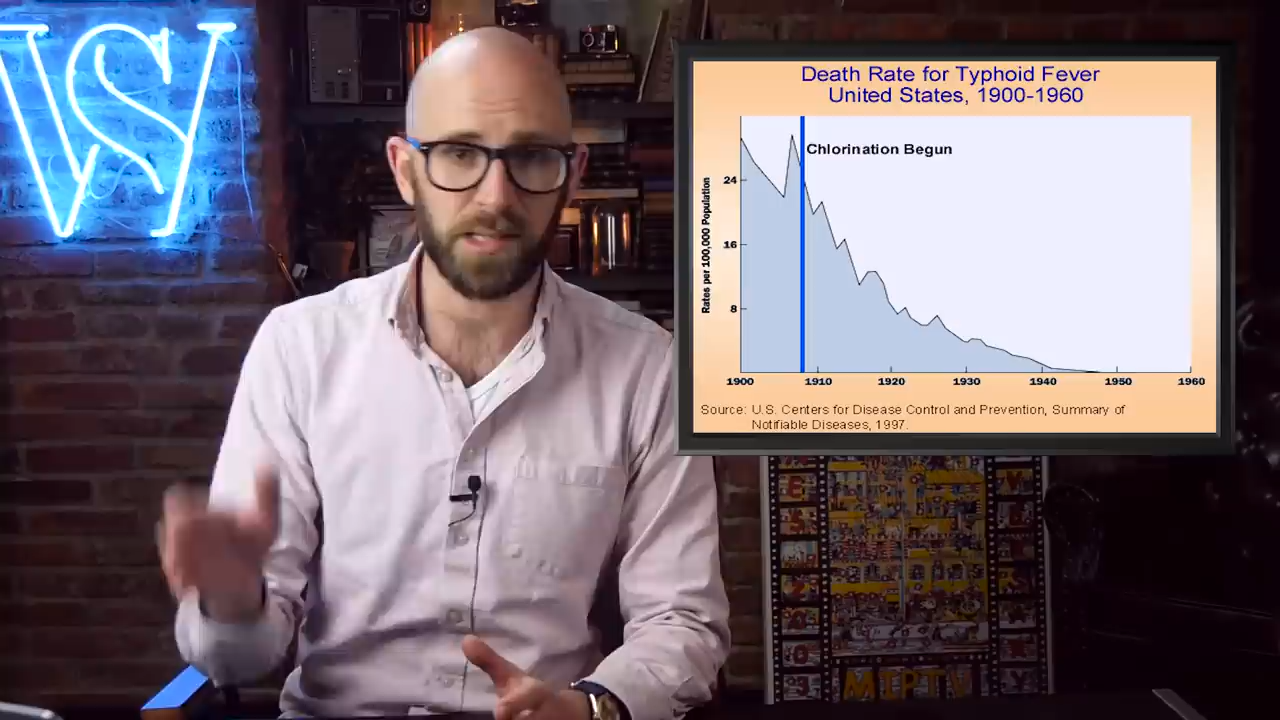 SW
Death Rate for Typhoid Fever
United States, 1900-1960
Chlorination Begun
Rates per 100,000 Population
24
16
8
1900 1910 1920 1930 1940 1950 1960
Source: U.S. Centers for Disease Control and Prevention, Summary of
Notifiable Diseases, 1997.
MIPTV